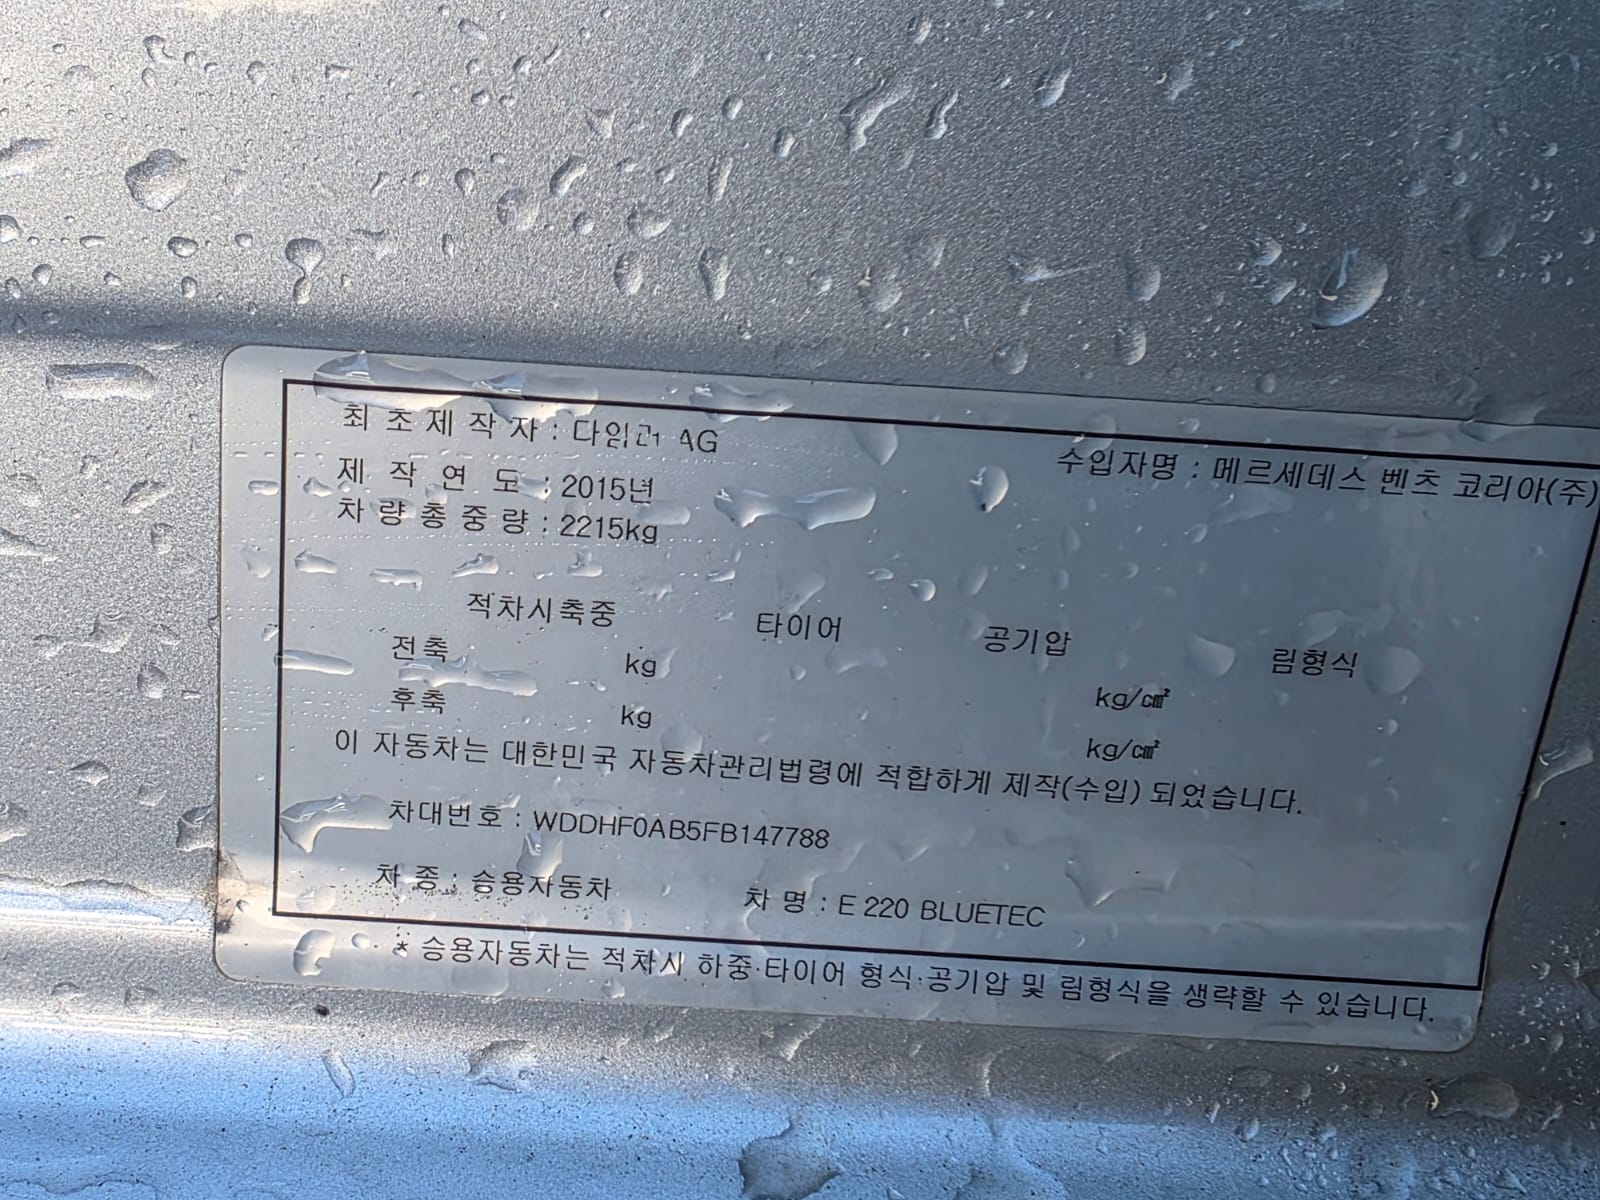 최 초 제 작 자 : 다임러 AG
수입자명 : 메르세데스 벤츠 코리아(주)
제 작 연 도 : 2015년
차 량 총 중 량 : 2215kg
적차시축중 타이어 공기압 림형식
전축 kg kg/㎠
후축 kg kg/㎠
이 자동차는 대한민국 자동차관리법령에 적합하게 제작(수입) 되었습니다.
차대번호 : WDDHF0AB5FB147788
차 종 : 승용자동차 차 명 : E 220 BLUETEC
* 승용자동차는 적차시 하중·타이어 형식·공기압 및 림형식을 생략할 수 있습니다.